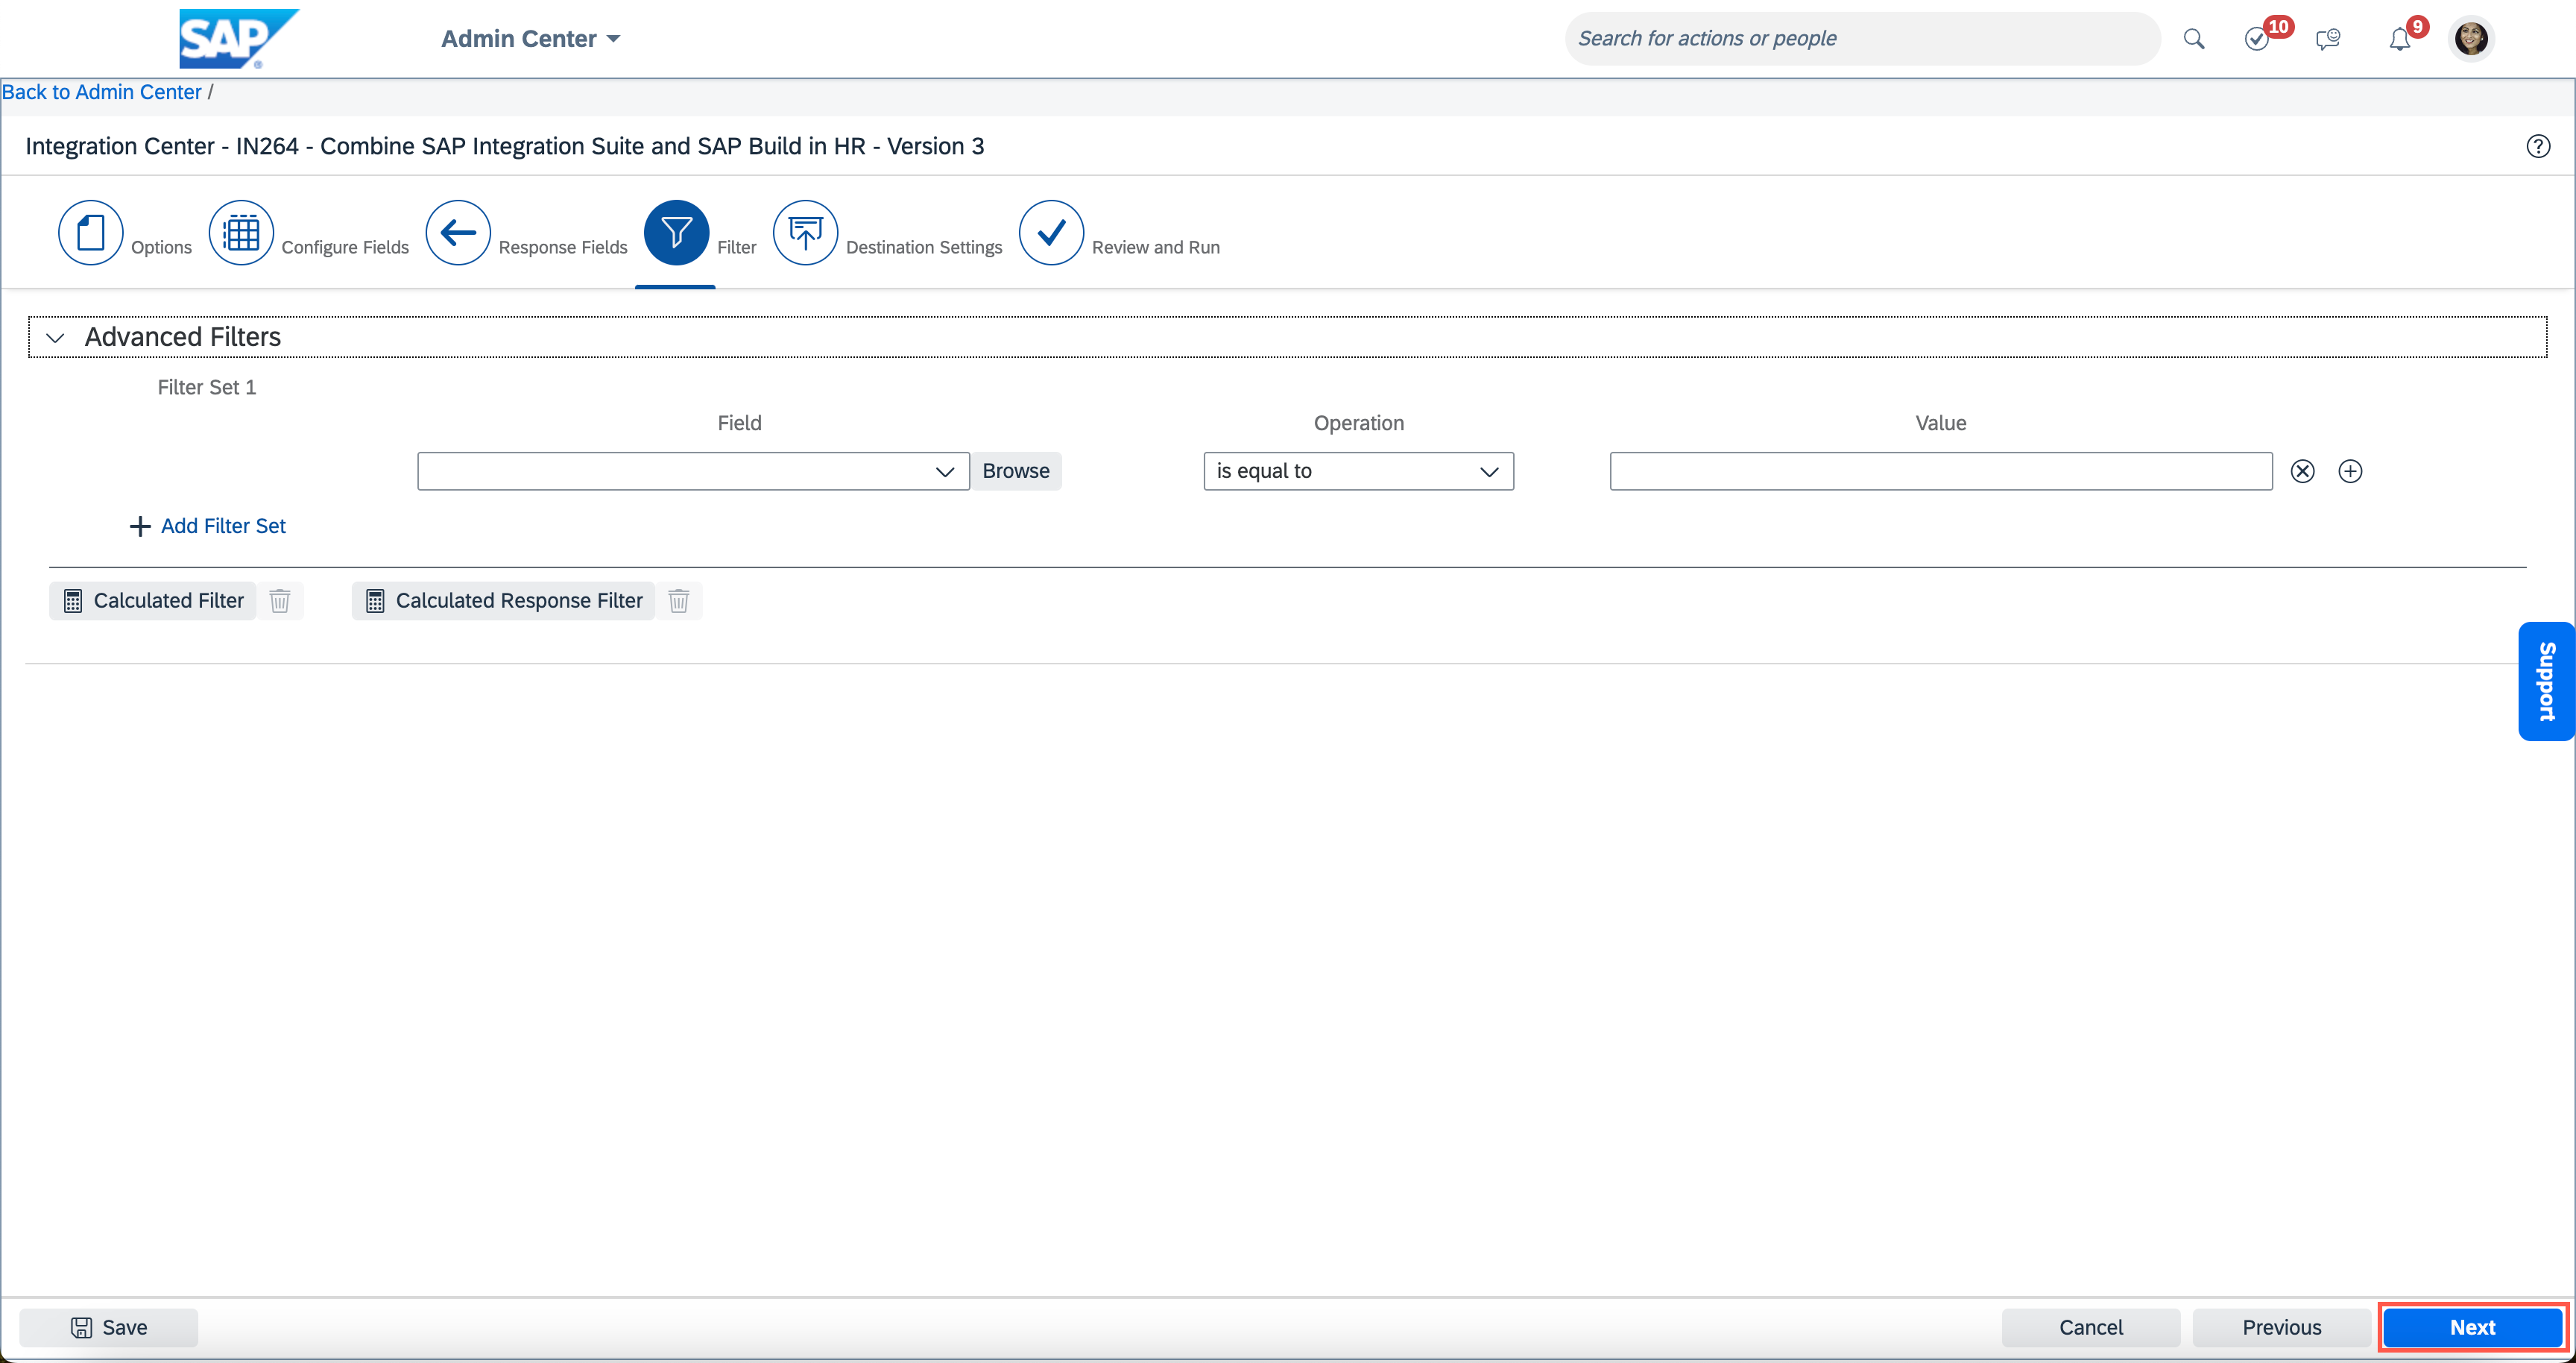 SAP
Admin Center
Search for actions or people
10
9
Back to Admin Center /
Integration Center - IN264 - Combine SAP Integration Suite and SAP Build in HR - Version 3
Options
Configure Fields
Response Fields
Filter
Destination Settings
Review and Run
Advanced Filters
Filter Set 1
Field
Operation
Value
Browse
is equal to
Add Filter Set
Calculated Filter
Calculated Response Filter
Support
Save
Cancel
Previous
Next